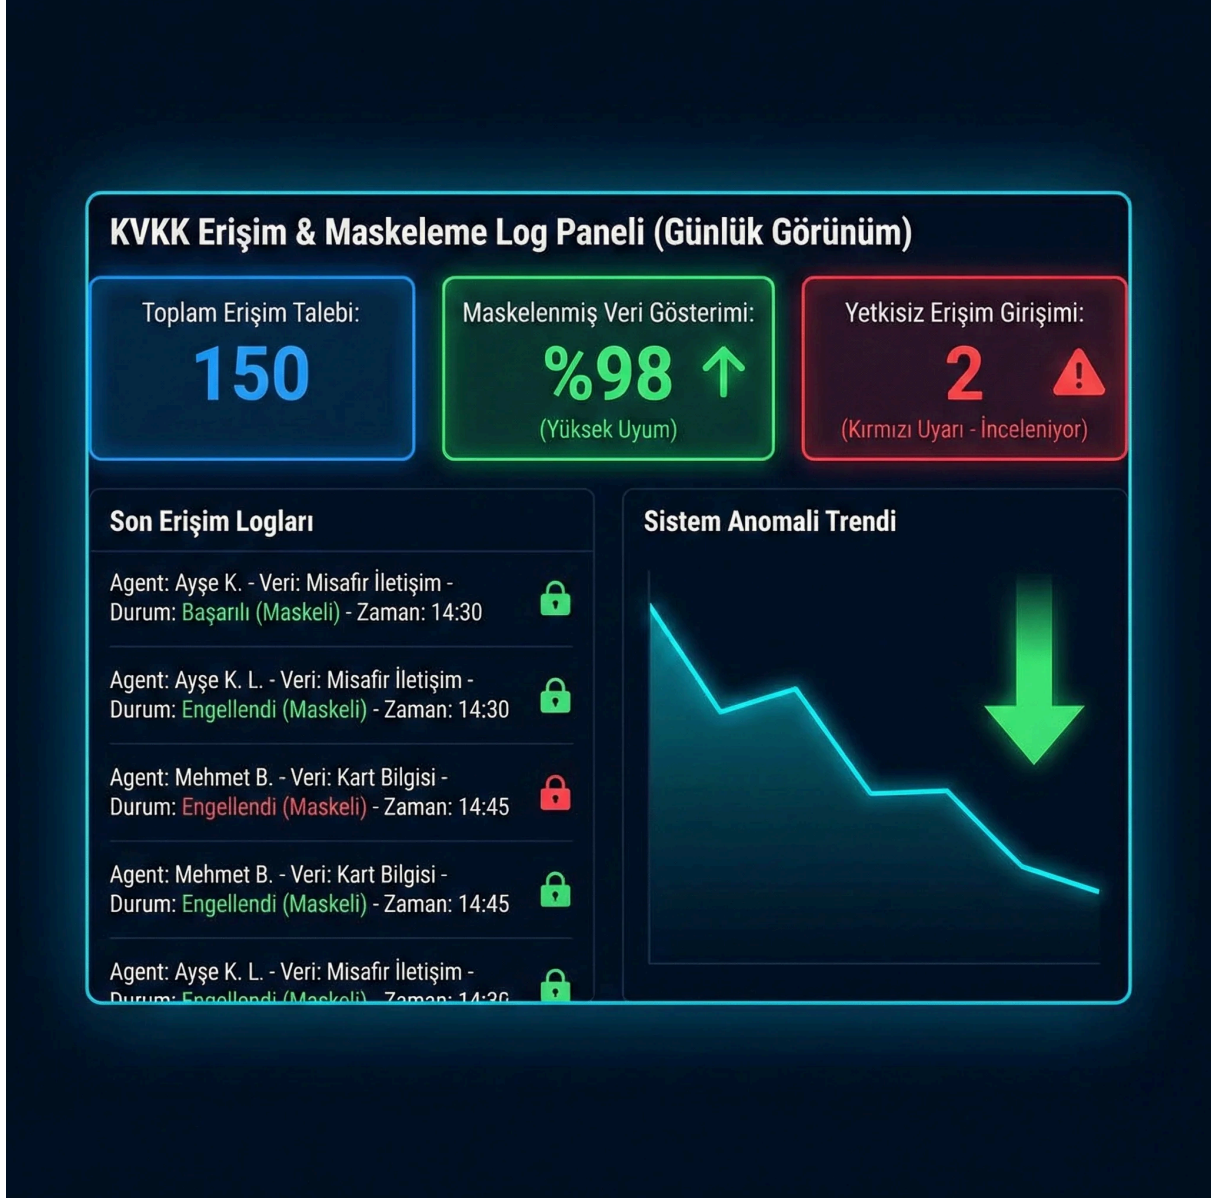 KVKK Erişim & Maskeleme Log Paneli (Günlük Görünüm)
Toplam Erişim Talebi:
150
Maskelenmiş Veri Gösterimi:
%98
(Yüksek Uyum)
Yetkisiz Erişim Girişimi:
2
(Kırmızı Uyarı - İnceleniyor)
Son Erişim Logları
Agent: Ayşe K. - Veri: Misafir İletişim -
Durum: Başarılı (Maskeli) - Zaman: 14:30
Agent: Ayşe K. L. - Veri: Misafir İletişim -
Durum: Engellendi (Maskeli) - Zaman: 14:30
Agent: Mehmet B. - Veri: Kart Bilgisi -
Durum: Engellendi (Maskeli) - Zaman: 14:45
Agent: Mehmet B. - Veri: Kart Bilgisi -
Durum: Engellendi (Maskeli) - Zaman: 14:45
Agent: Ayşe K. L. - Veri: Misafir İletişim -
Durum: Engellendi (Maskeli) - Zaman:
Sistem Anomali Trendi